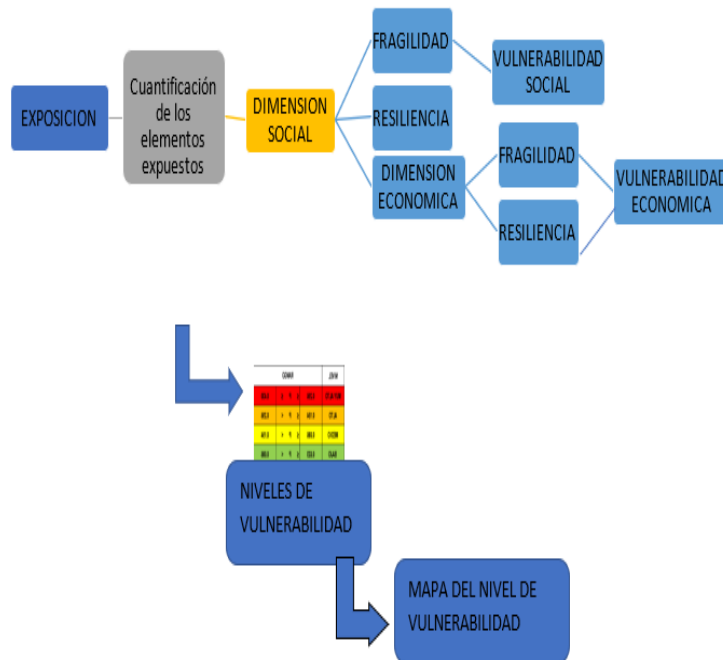 FRAGILIDAD
VULNERABILIDAD
SOCIAL
EXPOSICION
Cuantificación
de los
elementos
expuestos
DIMENSION
SOCIAL
RESILIENCIA
DIMENSION
ECONOMICA
FRAGILIDAD
RESILIENCIA
VULNERABILIDAD
ECONOMICA
NIVELES DE
VULNERABILIDAD
MAPA DEL NIVEL DE
VULNERABILIDAD